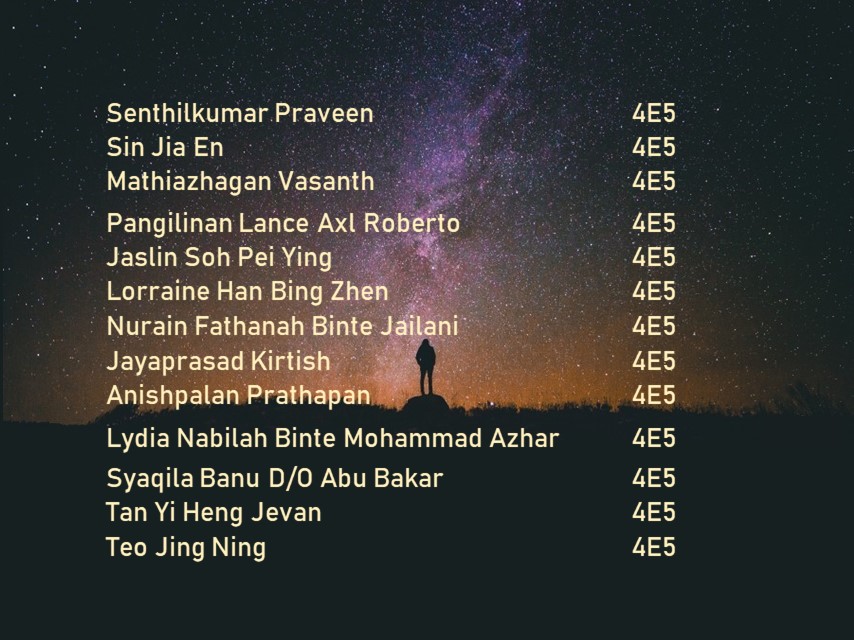 Senthilkumar Praveen 4E5
Sin Jia En 4E5
Mathiazhagan Vasanth 4E5
Pangilinan Lance Axl Roberto 4E5
Jaslin Soh Pei Ying 4E5
Lorraine Han Bing Zhen 4E5
Nurain Fathanah Binte Jailani 4E5
Jayaprasad Kirtish 4E5
Anishpalan Prathapan 4E5
Lydia Nabilah Binte Mohammad Azhar 4E5
Syaqila Banu D/O Abu Bakar 4E5
Tan Yi Heng Jevan 4E5
Teo Jing Ning 4E5